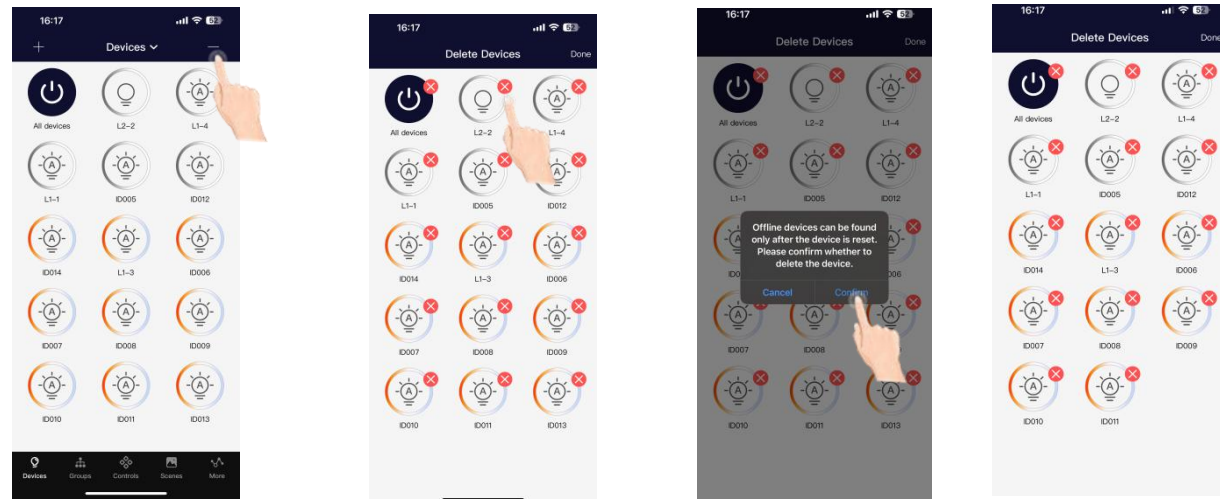 16:17
52
Devices
All devices
L2-2
L1-4
L1-1
ID005
ID012
ID014
L1-3
ID006
ID007
ID008
ID009
ID010
ID011
ID013
Devices
Groups
Controls
Scenes
More
16:17
52
Delete Devices
Done
All devices
L2-2
L1-4
L1-1
ID005
ID012
ID014
L1-3
ID006
ID007
ID008
ID009
ID010
ID011
ID013
16:17
52
Delete Devices
Done
All devices
L2-2
L1-4
L1-1
ID005
ID012
Offline devices can be found
only after the device is reset.
Please confirm whether to
delete the device.
Cancel
Confirm
ID007
ID008
ID010
ID011
ID013
16:17
52
Delete Devices
Done
All devices
L2-2
L1-4
L1-1
ID005
ID012
ID014
L1-3
ID006
ID007
ID008
ID009
ID010
ID011